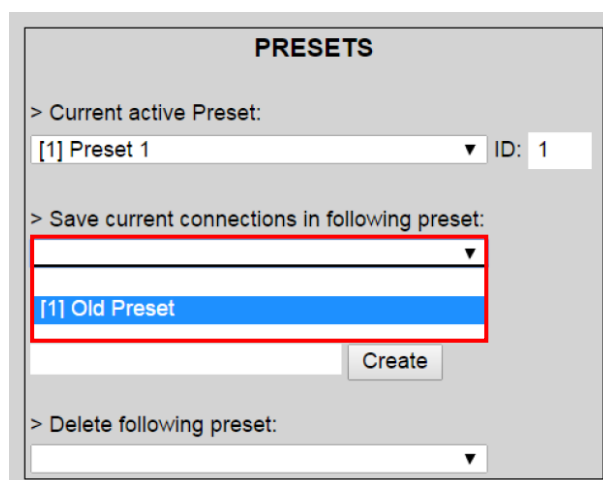 PRESETS
> Current active Preset:
[1] Preset 1 ▼ ID: 1
> Save current connections in following preset:
▼
[1] Old Preset
Create
> Delete following preset:
▼